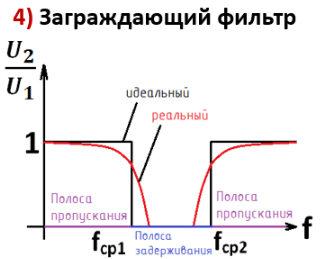 4) Заграждающий фильтр
U₂
U₁
идеальный
реальный
1
Полоса
пропускания
Полоса
пропускания
fср1
Полоса
задерживания
fср2
f